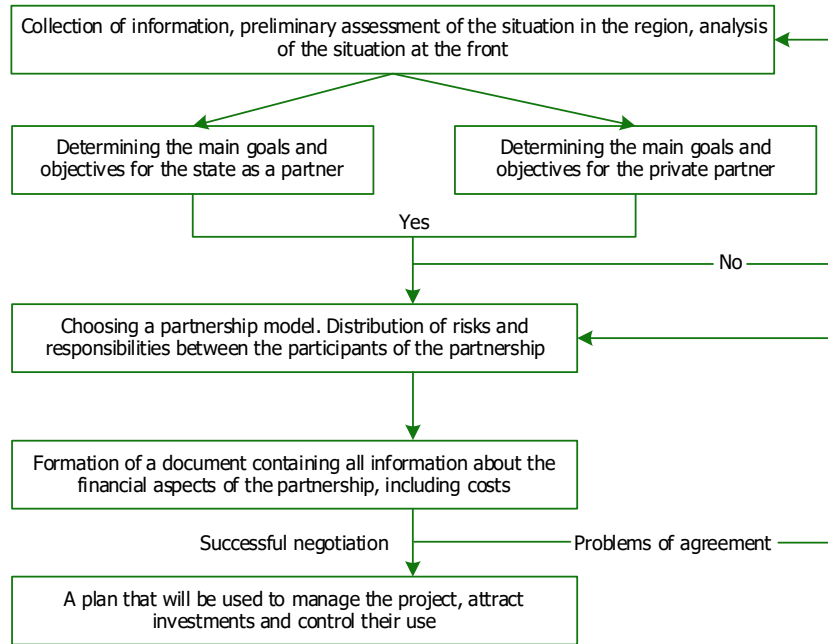 Collection of information, preliminary assessment of the situation in the region, analysis
of the situation at the front
Determining the main goals and
objectives for the state as a partner
Determining the main goals and
objectives for the private partner
Yes
No
Choosing a partnership model. Distribution of risks and
responsibilities between the participants of the partnership
Formation of a document containing all information about the
financial aspects of the partnership, including costs
Successful negotiation
Problems of agreement
A plan that will be used to manage the project, attract
investments and control their use